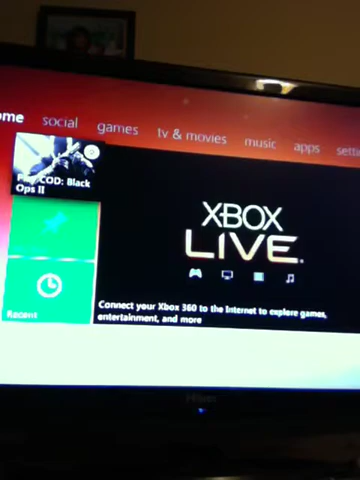 ome social games tv & movies music apps setti
Play COD: Black
Ops II
XBOX
LIVE
Connect your Xbox 360 to the Internet to explore games,
entertainment, and more
Recent